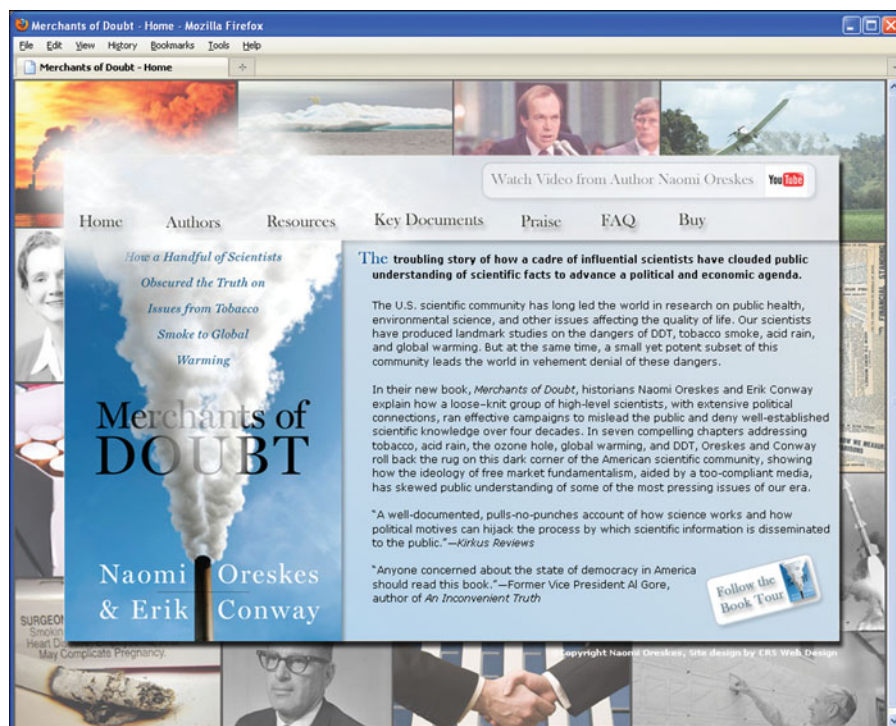 Merchants of Doubt - Home - Mozilla Firefox
File Edit View History Bookmarks Tools Help
Merchants of Doubt - Home
Watch Video from Author Naomi Oreskes YouTube
Home Authors Resources Key Documents Praise FAQ Buy
How a Handful of Scientists
Obscured the Truth on
Issues from Tobacco
Smoke to Global
Warming
Merchants of
DOUBT
Naomi Oreskes
& Erik Conway
The troubling story of how a cadre of influential scientists have clouded public
understanding of scientific facts to advance a political and economic agenda.
The U.S. scientific community has long led the world in research on public health,
environmental science, and other issues affecting the quality of life. Our scientists
have produced landmark studies on the dangers of DDT, tobacco smoke, acid rain,
and global warming. But at the same time, a small yet potent subset of this
community leads the world in vehement denial of these dangers.
In their new book, Merchants of Doubt, historians Naomi Oreskes and Erik Conway
explain how a loose-knit group of high-level scientists, with extensive political
connections, ran effective campaigns to mislead the public and deny well-established
scientific knowledge over four decades. In seven compelling chapters addressing
tobacco, acid rain, the ozone hole, global warming, and DDT, Oreskes and Conway
roll back the rug on this dark corner of the American scientific community, showing
how the ideology of free market fundamentalism, aided by a too-compliant media,
has skewed public understanding of some of the most pressing issues of our era.
“A well-documented, pulls-no-punches account of how science works and how
political motives can hijack the process by which scientific information is disseminated
to the public.”—Kirkus Reviews
“Anyone concerned about the state of democracy in America
should read this book.”—Former Vice President Al Gore,
author of An Inconvenient Truth
Follow the
Book Tour
©Copyright Naomi Oreskes, Site design by ERS Web Design
SURGEON
Smokin
Heart Di
May Complicate Pregnancy.